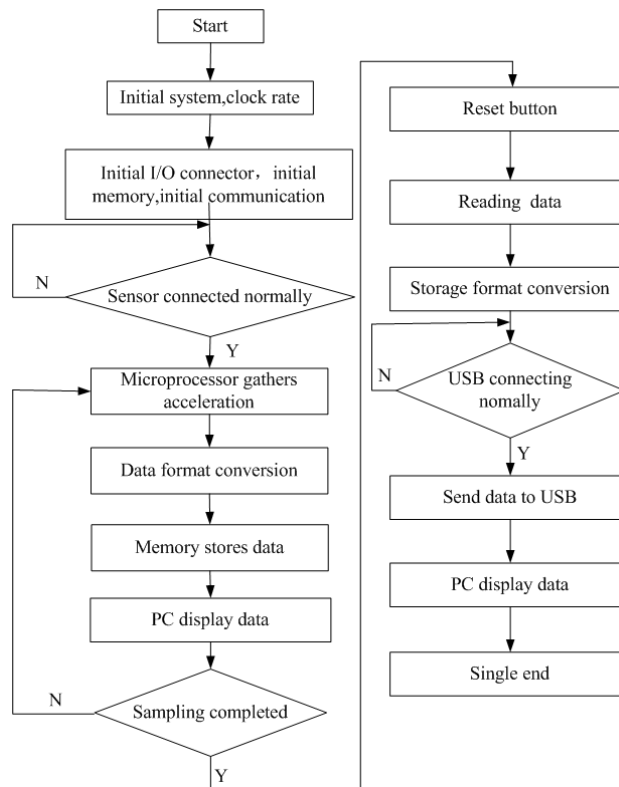 Start
Initial system,clock rate
Initial I/O connector，initial
memory,initial communication
N
Sensor connected normally
Y
Microprocessor gathers
acceleration
Data format conversion
Memory stores data
PC display data
N
Sampling completed
Y
Reset button
Reading data
Storage format conversion
N
USB connecting
nomally
Y
Send data to USB
PC display data
Single end